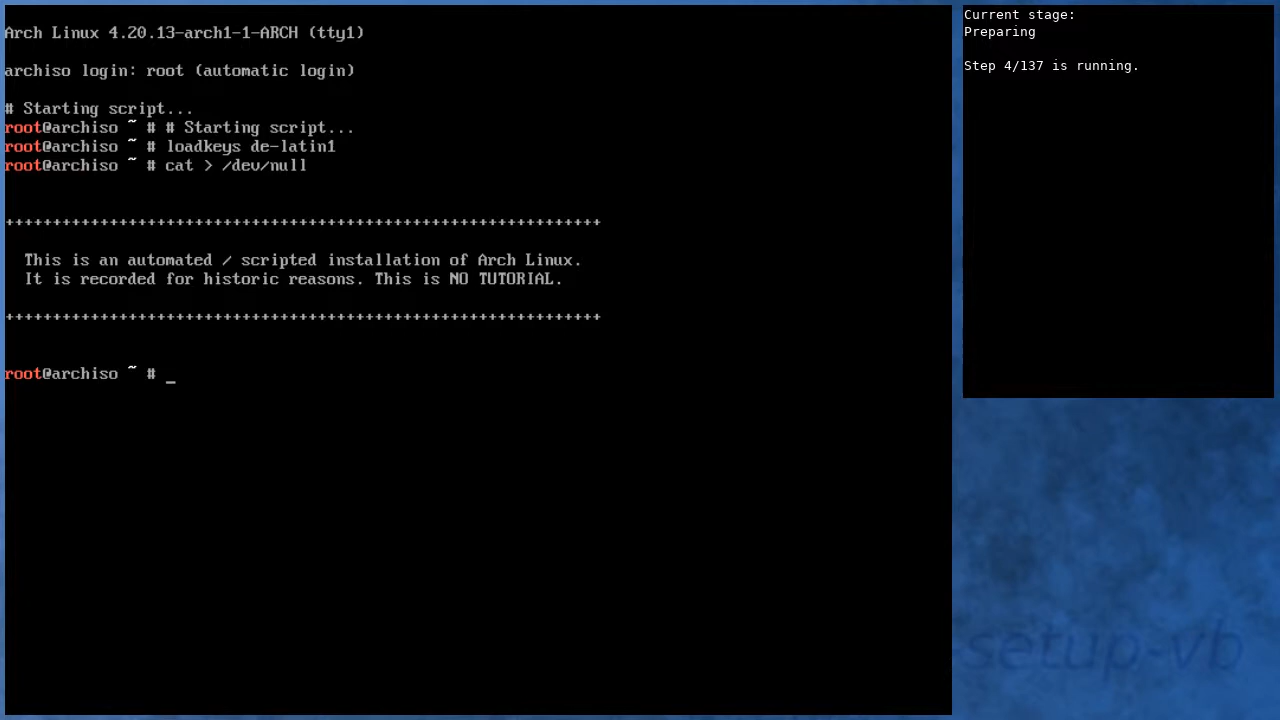 Arch Linux 4.20.13-arch1-1-ARCH (tty1)
archiso login: root (automatic login)
# Starting script...
root@archiso ~ # # Starting script...
root@archiso ~ # loadkeys de-latin1
root@archiso ~ # cat > /dev/null
+++++++++++++++++++++++++++++++++++++++++++++++++++++++++++++++
This is an automated / scripted installation of Arch Linux.
It is recorded for historic reasons. This is NO TUTORIAL.
+++++++++++++++++++++++++++++++++++++++++++++++++++++++++++++++
root@archiso ~ # _
Current stage:
Preparing
Step 4/137 is running.
-setup-vb